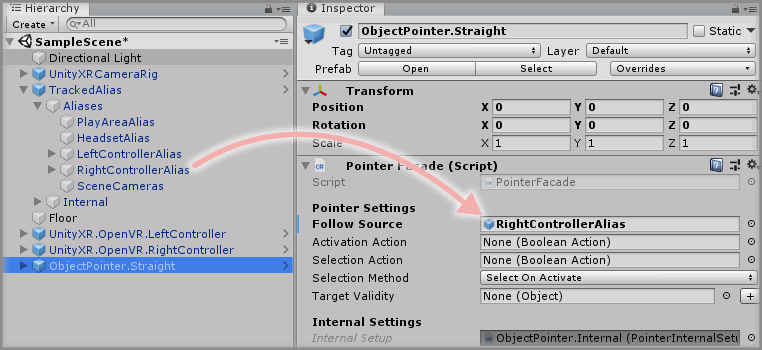 Hierarchy
Create All
SampleScene*
Directional Light
UnityXRCameraRig
TrackedAlias
Aliases
PlayAreaAlias
HeadsetAlias
LeftControllerAlias
RightControllerAlias
SceneCameras
Internal
Floor
UnityXR.OpenVR.LeftController
UnityXR.OpenVR.RightController
ObjectPointer.Straight
Inspector
ObjectPointer.Straight Static
Tag Untagged Layer Default
Prefab Open Select Overrides
Transform
Position X 0 Y 0 Z 0
Rotation X 0 Y 0 Z 0
Scale X 1 Y 1 Z 1
Pointer Facade (Script)
Script PointerFacade
Pointer Settings
Follow Source RightControllerAlias
Activation Action None (Boolean Action)
Selection Action None (Boolean Action)
Selection Method Select On Activate
Target Validity None (Object)
Internal Settings
Internal Setup ObjectPointer.Internal (PointerInternalSetu